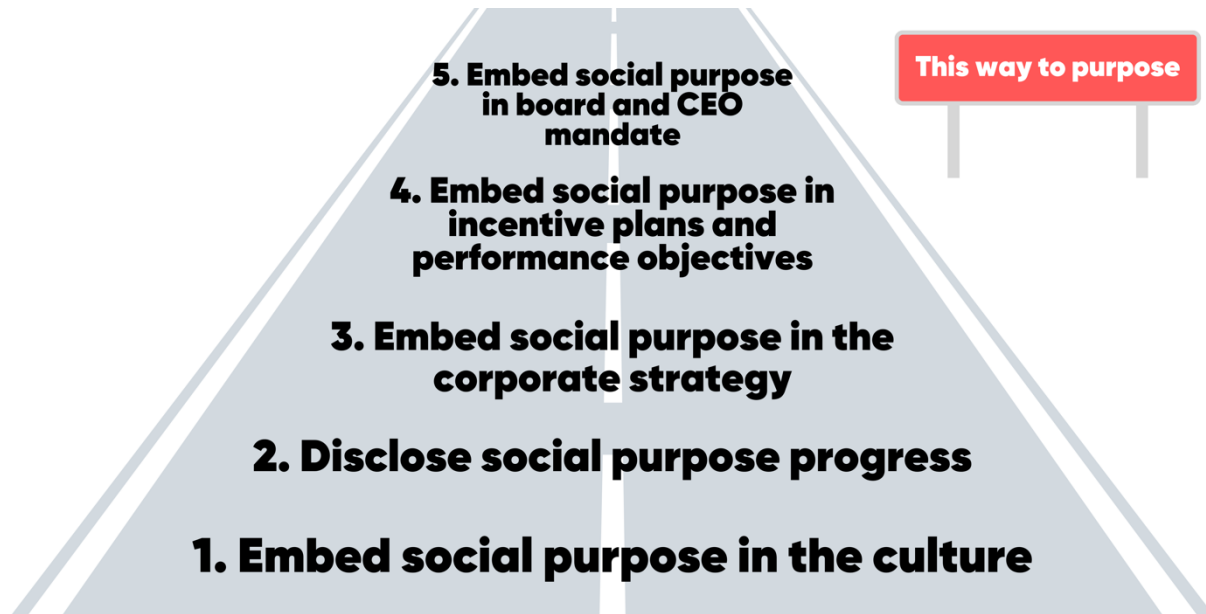 This way to purpose
5. Embed social purpose
in board and CEO
mandate
4. Embed social purpose in
incentive plans and
performance objectives
3. Embed social purpose in the
corporate strategy
2. Disclose social purpose progress
1. Embed social purpose in the culture